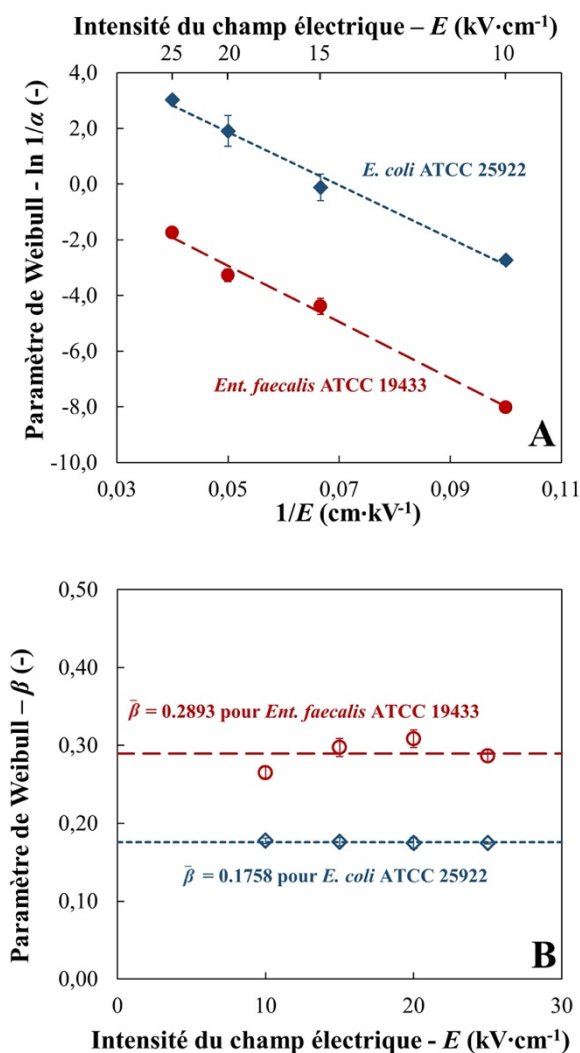 Intensité du champ électrique – E (kV·cm-1)
25 20 15 10
4,0
2,0
0,0
-2,0
-4,0
-6,0
-8,0
-10,0
Paramètre de Weibull - ln 1/α (-)
E. coli ATCC 25922
Ent. faecalis ATCC 19433
A
0,03 0,05 0,07 0,09 0,11
1/E (cm·kV-1)
0,50
0,40
0,30
0,20
0,10
0,00
Paramètre de Weibull – β (-)
β̄ = 0.2893 pour Ent. faecalis ATCC 19433
β̄ = 0.1758 pour E. coli ATCC 25922
B
0 10 20 30
Intensité du champ électrique - E (kV·cm-1)